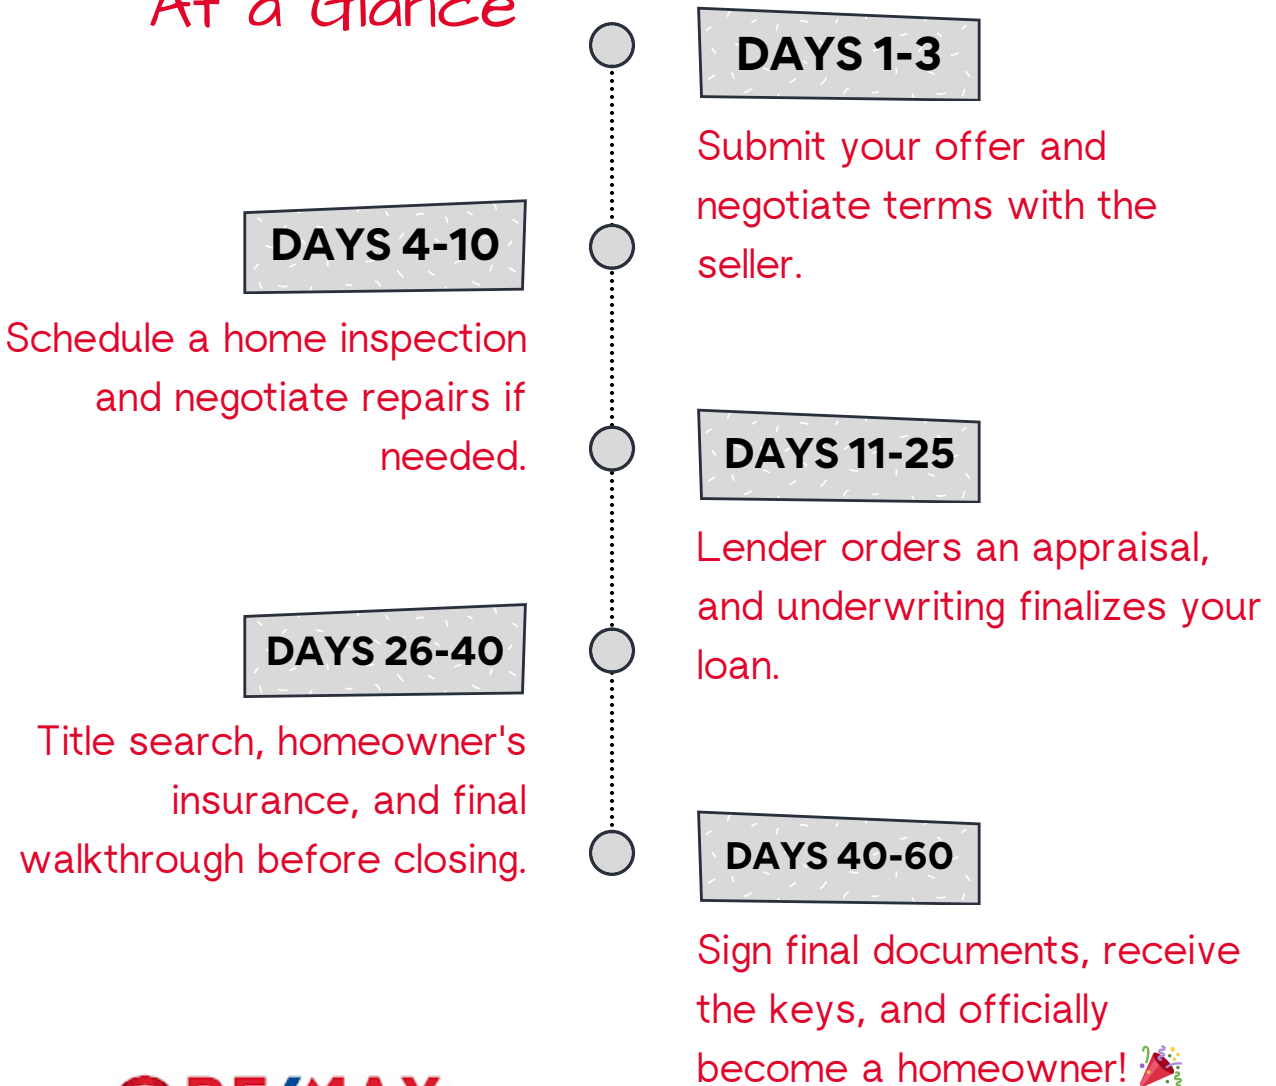 At a Glance
DAYS 1-3
Submit your offer and
negotiate terms with the
seller.
DAYS 4-10
Schedule a home inspection
and negotiate repairs if
needed.
DAYS 11-25
Lender orders an appraisal,
and underwriting finalizes your
loan.
DAYS 26-40
Title search, homeowner's
insurance, and final
walkthrough before closing.
DAYS 40-60
Sign final documents, receive
the keys, and officially
become a homeowner! 🎉
RE/MAX